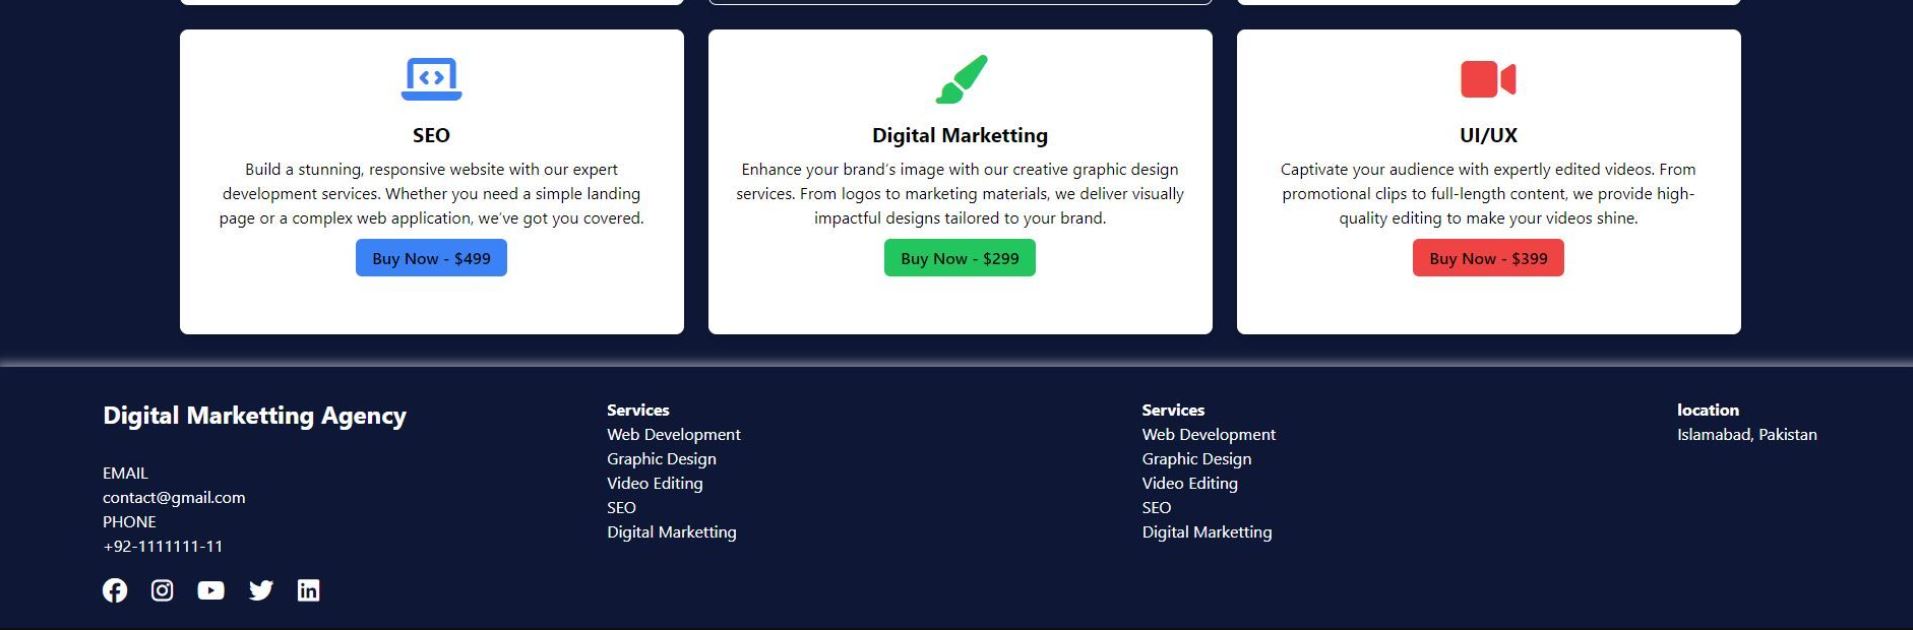 SEO
Build a stunning, responsive website with our expert
development services. Whether you need a simple landing
page or a complex web application, we've got you covered.
Buy Now - $499
Digital Marketting
Enhance your brand's image with our creative graphic design
services. From logos to marketing materials, we deliver visually
impactful designs tailored to your brand.
Buy Now - $299
UI/UX
Captivate your audience with expertly edited videos. From
promotional clips to full-length content, we provide high-
quality editing to make your videos shine.
Buy Now - $399
Digital Marketting Agency
EMAIL
contact@gmail.com
PHONE
+92-1111111-11
Services
Web Development
Graphic Design
Video Editing
SEO
Digital Marketting
Services
Web Development
Graphic Design
Video Editing
SEO
Digital Marketting
location
Islamabad, Pakistan